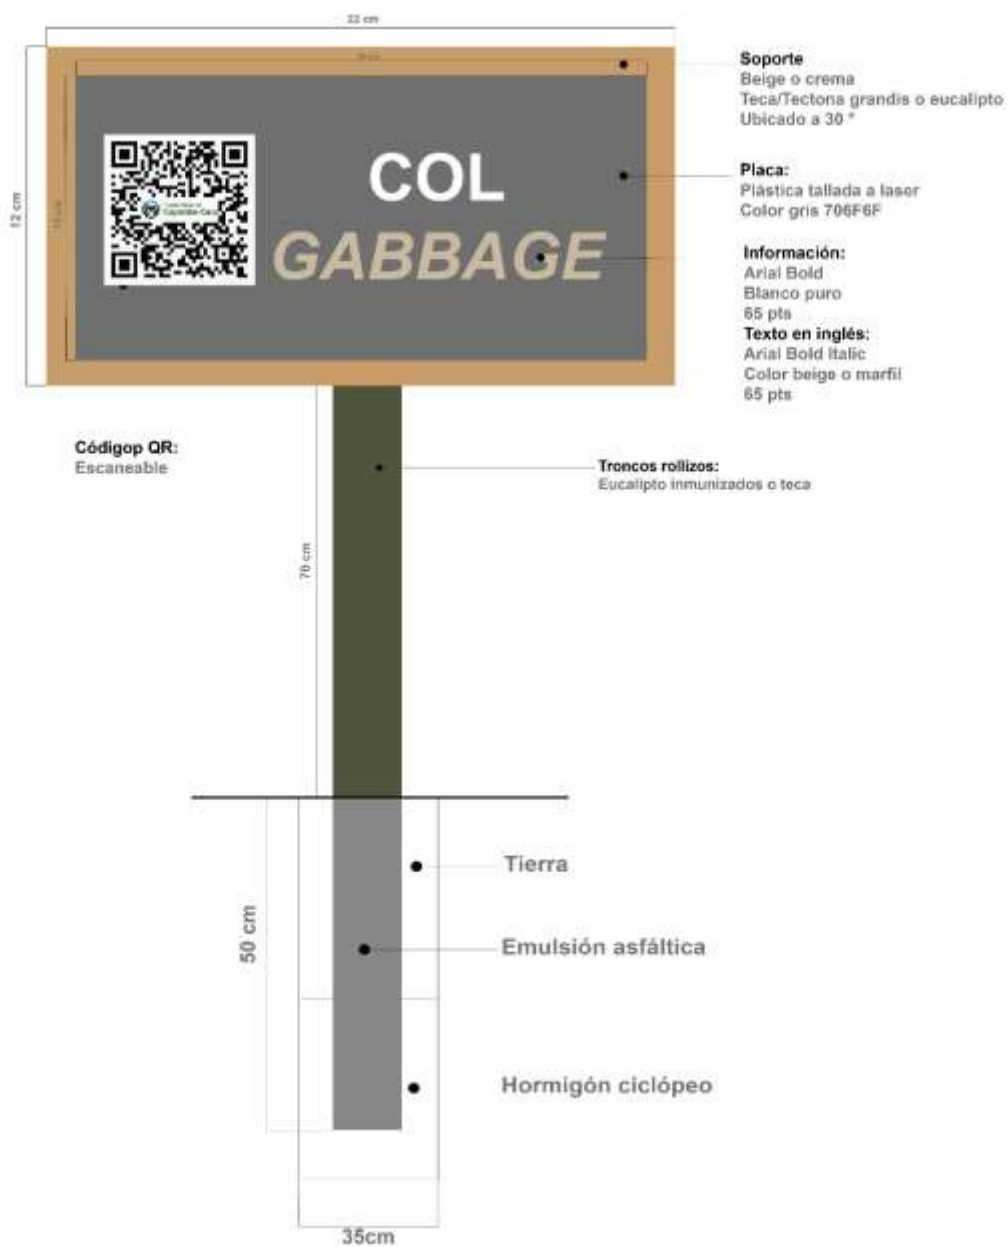 22 cm
Soporte
Beige o crema
Teca/Tectona grandis o eucalipto
Ubicado a 30 °
12 cm
COL
GABBAGE
Placa:
Plástica tallada a laser
Color gris 706F6F
Información:
Arial Bold
Blanco puro
65 pts
Texto en inglés:
Arial Bold Italic
Color beige o marfil
65 pts
Códigop QR:
Escaneable
Troncos rollizos:
Eucalipto inmunizados o teca
70 cm
Tierra
50 cm
Emulsión asfáltica
Hormigón ciclópeo
35cm